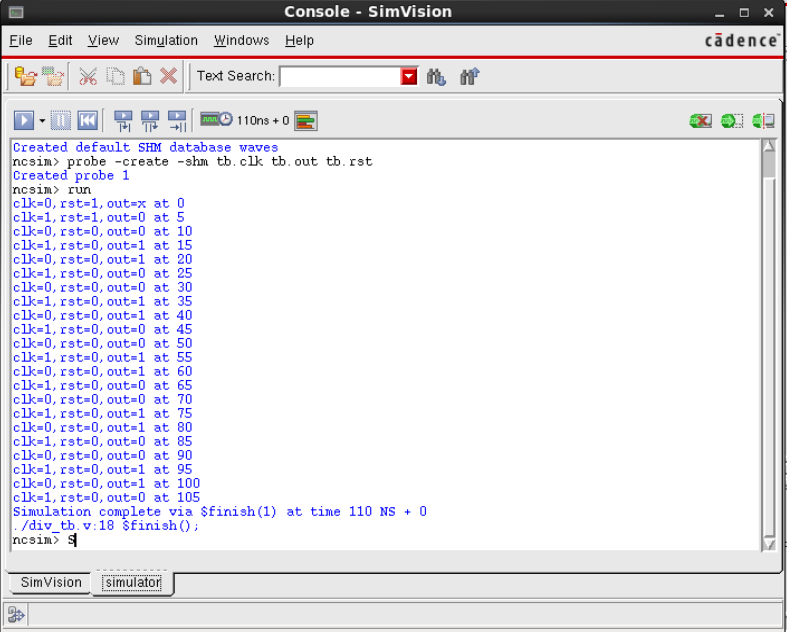 Console - SimVision
File Edit View Simulation Windows Help
cādence
Text Search:
110ns + 0
Created default SHM database waves
ncsim> probe -create -shm tb.clk tb.out tb.rst
Created probe 1
ncsim> run
clk=0,rst=1,out=x at 0
clk=1,rst=1,out=0 at 5
clk=0,rst=0,out=0 at 10
clk=1,rst=0,out=1 at 15
clk=0,rst=0,out=1 at 20
clk=1,rst=0,out=0 at 25
clk=0,rst=0,out=0 at 30
clk=1,rst=0,out=1 at 35
clk=0,rst=0,out=1 at 40
clk=1,rst=0,out=0 at 45
clk=0,rst=0,out=0 at 50
clk=1,rst=0,out=1 at 55
clk=0,rst=0,out=1 at 60
clk=1,rst=0,out=0 at 65
clk=0,rst=0,out=0 at 70
clk=1,rst=0,out=1 at 75
clk=0,rst=0,out=1 at 80
clk=1,rst=0,out=0 at 85
clk=0,rst=0,out=0 at 90
clk=1,rst=0,out=1 at 95
clk=0,rst=0,out=1 at 100
clk=1,rst=0,out=0 at 105
Simulation complete via $finish(1) at time 110 NS + 0
./div_tb.v:18 $finish();
ncsim> S
SimVision simulator